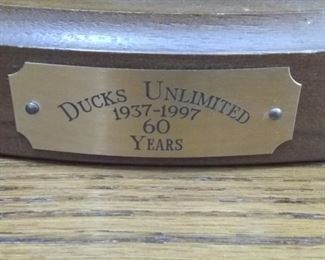 Ducks Unlimited
1937-1997
60
Years